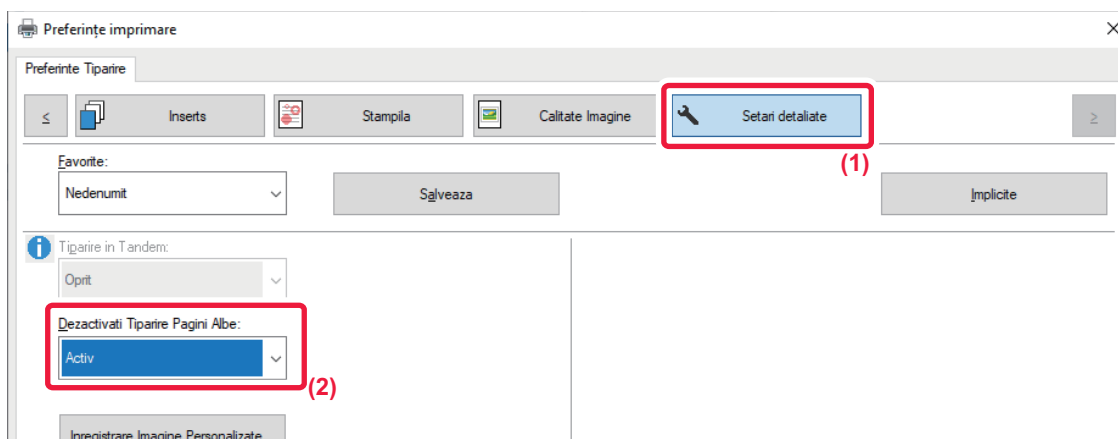 Preferințe imprimare
Preferinte Tiparire
< Inserts Stampila Calitate Imagine Setari detaliate >
(1)
Favorite:
Nedenumit Salveaza Implicite
Tiparire in Tandem:
Oprit
Dezactivati Tiparire Pagini Albe:
Activ
(2)
Inregistrare Imagine Personalizate